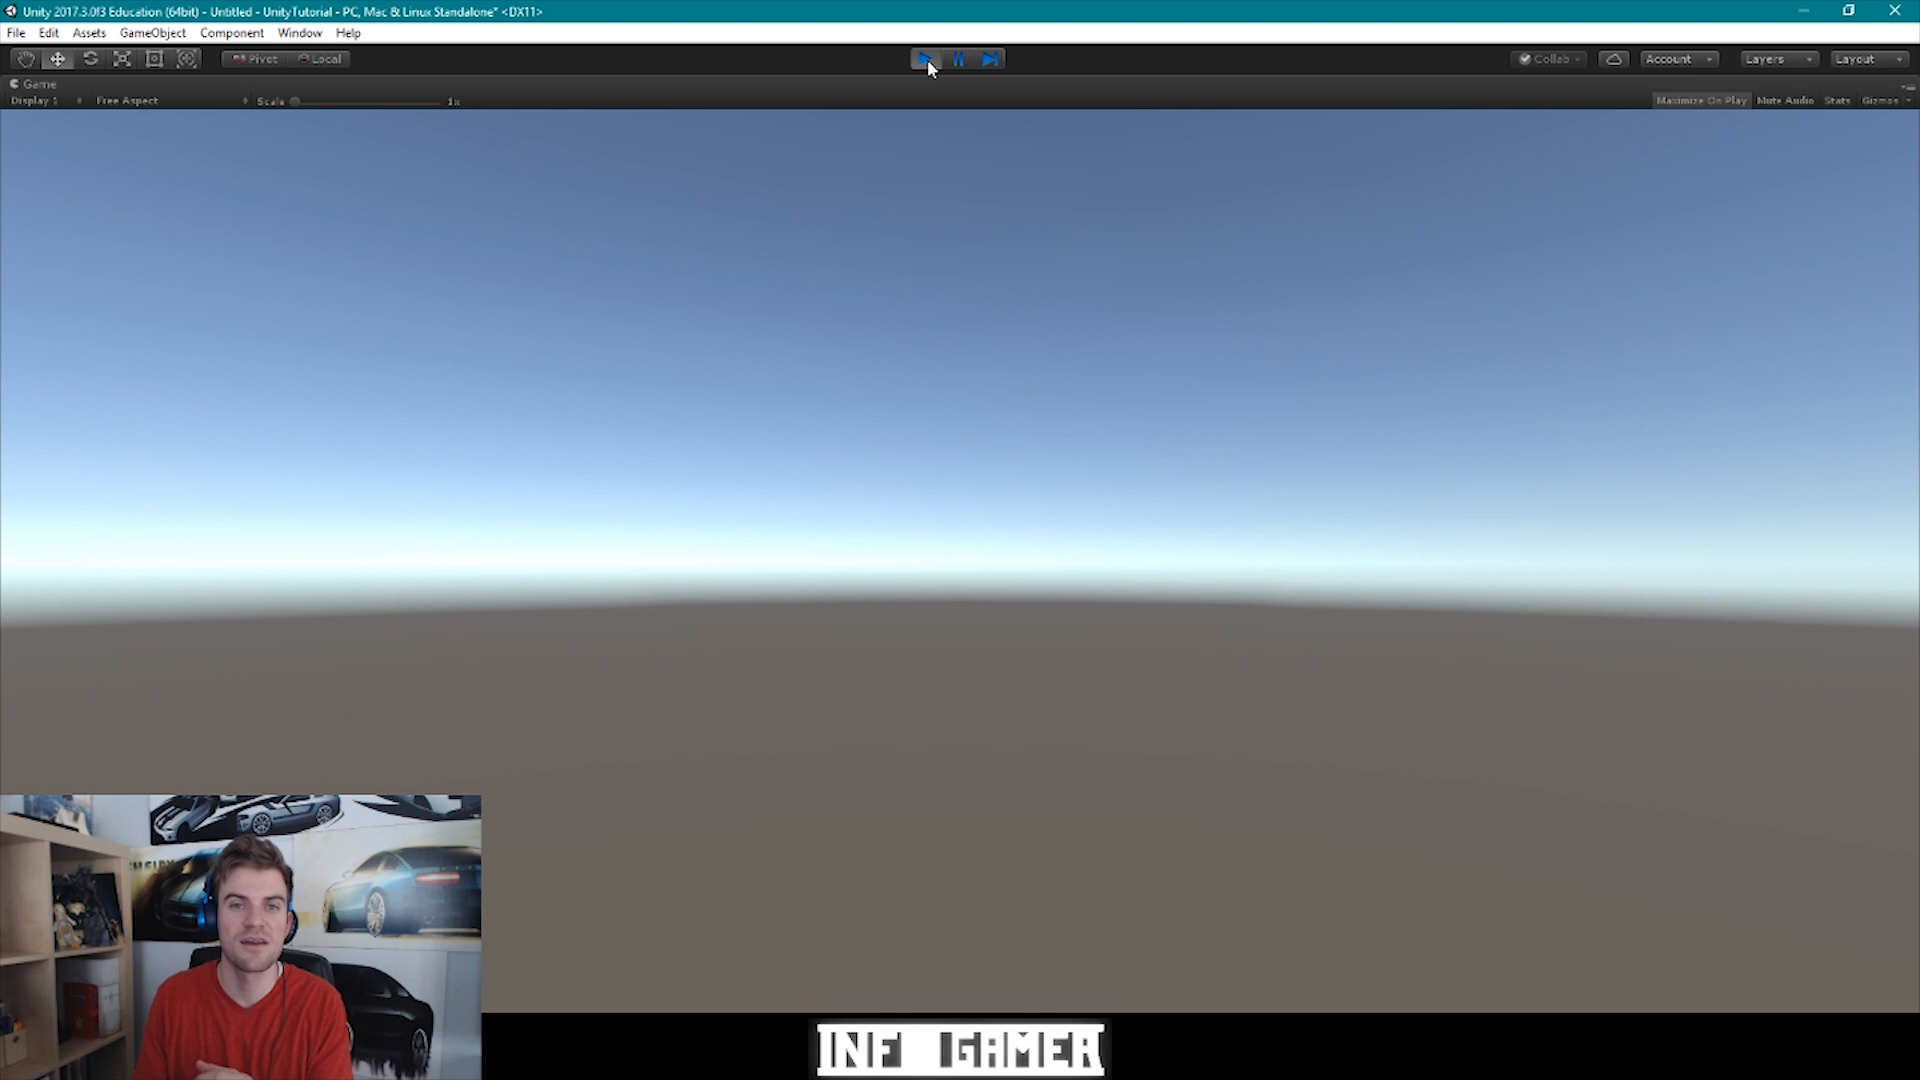 Unity 2017.3.0f3 Education (64bit) - Untitled - UnityTutorial - PC, Mac & Linux Standalone* <DX11>
File Edit Assets GameObject Component Window Help
Pivot Local Collab Account Layers Layout
Game
Display 1 Free Aspect Scale 1x Maximize On Play Mute Audio Stats Gizmos
INF GAMER